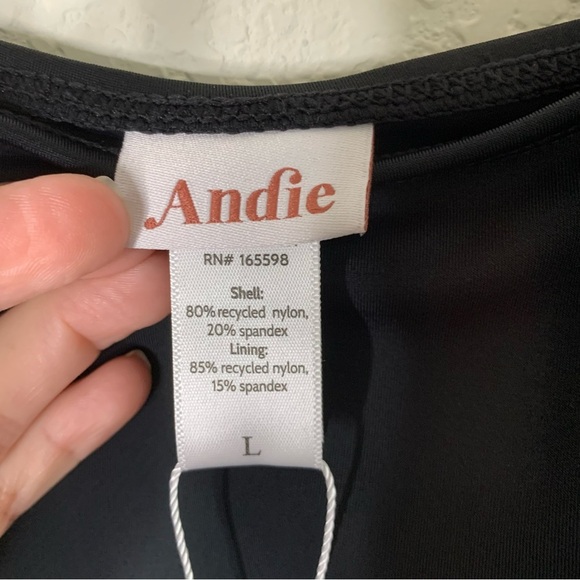 Andie
RN# 165598
Shell:
80% recycled nylon,
20% spandex
Lining:
85% recycled nylon,
15% spandex
L